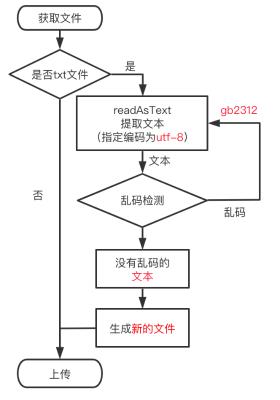 获取文件
是否txt文件
是
gb2312
readAsText
提取文本
（指定编码为utf-8）
文本
否
乱码检测
乱码
没有乱码的
文本
生成新的文件
上传